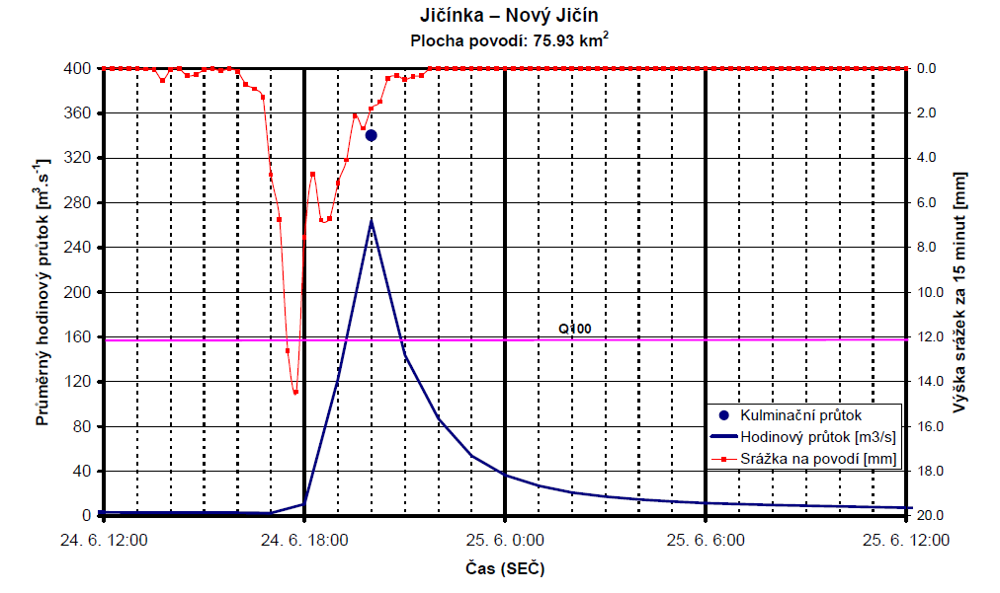 Jičínka – Nový Jičín
Plocha povodí: 75.93 km²
Průměrný hodinový průtok [m³.s⁻¹]
400
360
320
280
240
200
160
120
80
40
0
0.0
2.0
4.0
6.0
8.0
10.0
12.0
14.0
16.0
18.0
20.0
Výška srážek za 15 minut [mm]
Q100
Kulminační průtok
Hodinový průtok [m3/s]
Srážka na povodí [mm]
24. 6. 12:00
24. 6. 18:00
25. 6. 0:00
25. 6. 6:00
25. 6. 12:00
Čas (SEČ)